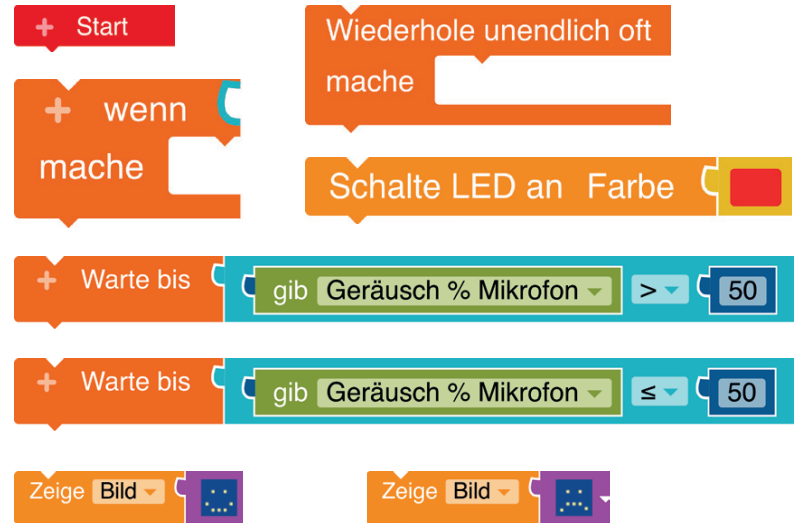 + Start
Wiederhole unendlich oft
mache
+ wenn
mache
Schalte LED an Farbe
+ Warte bis gib Geräusch % Mikrofon > 50
+ Warte bis gib Geräusch % Mikrofon ≤ 50
Zeige Bild
Zeige Bild